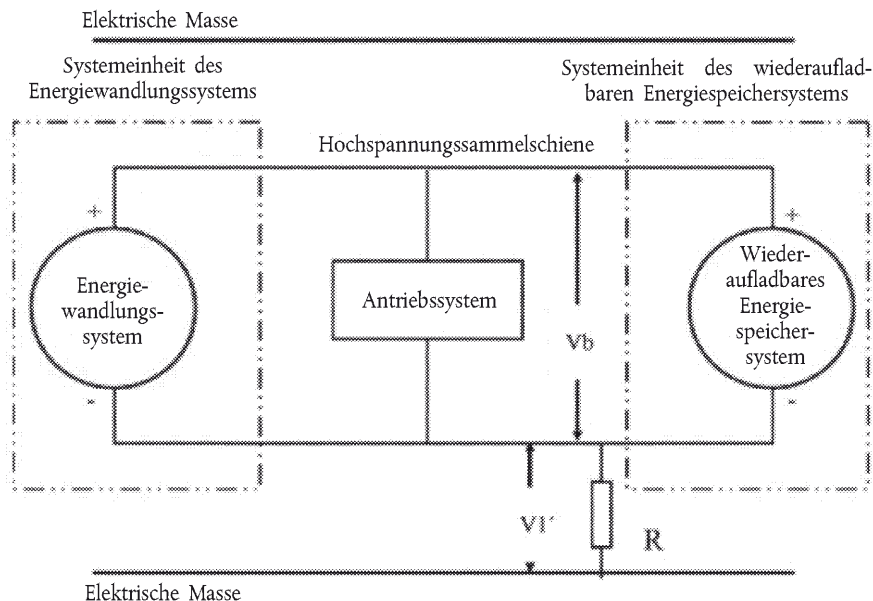 Elektrische Masse
Systemeinheit des
Energiewandlungssystems
Systemeinheit des wiederauflad-
baren Energiespeichersystems
Hochspannungssammelschiene
+
+
Energie-
wandlungs-
system
Antriebssystem
Wieder-
aufladbares
Energie-
speicher-
system
Vb
-
-
V1´
R
Elektrische Masse